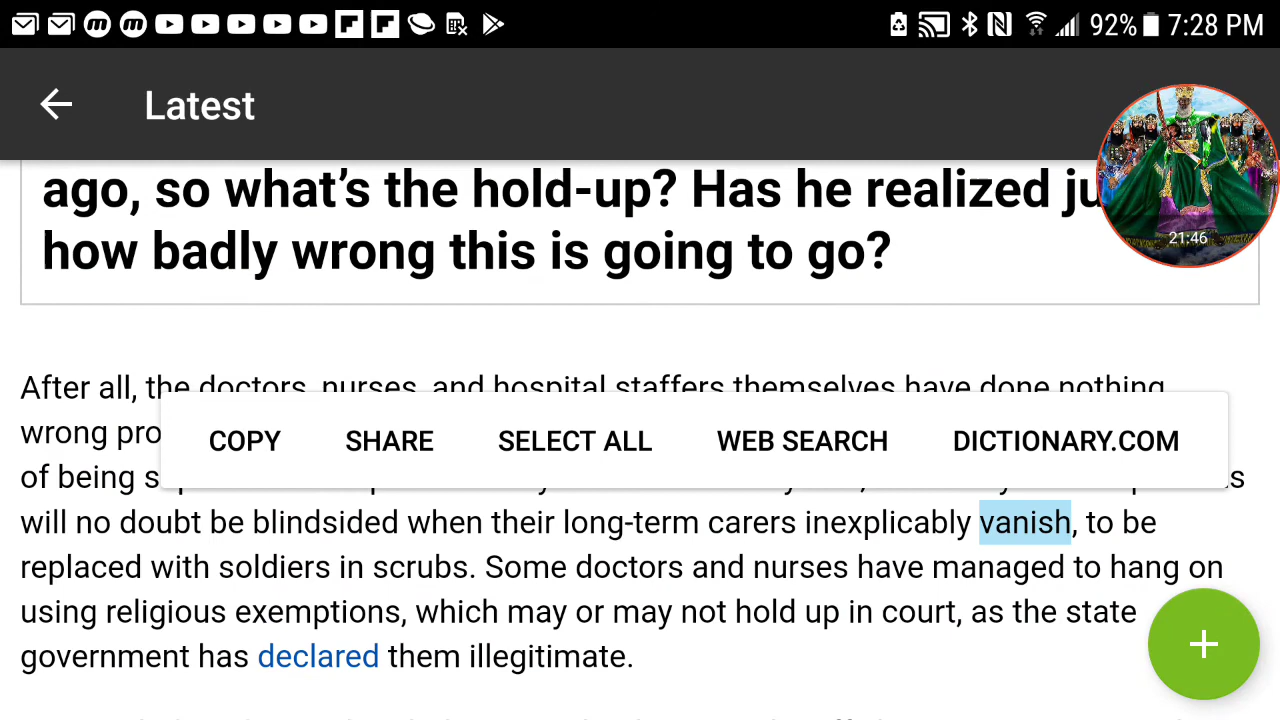 92% 7:28 PM
Latest
ago, so what's the hold-up? Has he realized
how badly wrong this is going to go?
21:46
After all, the doctors, nurses, and hospital staffers themselves have done nothing
wrong
COPY SHARE SELECT ALL WEB SEARCH DICTIONARY.COM
of being
will no doubt be blindsided when their long-term carers inexplicably vanish, to be
replaced with soldiers in scrubs. Some doctors and nurses have managed to hang on
using religious exemptions, which may or may not hold up in court, as the state
government has declared them illegitimate.